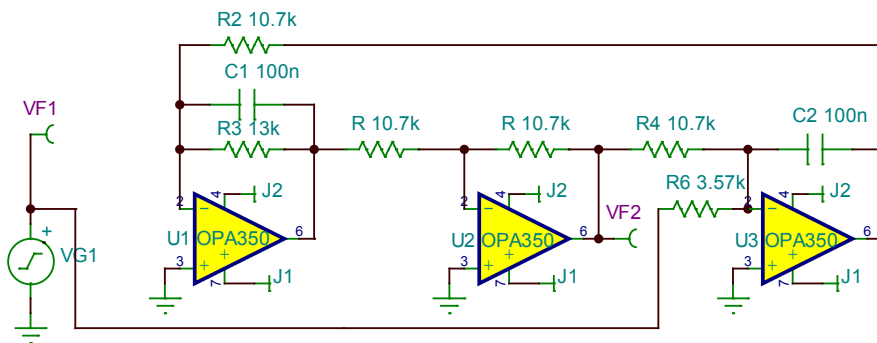 R2 10.7k
C1 100n
VF1
R3 13k
R 10.7k
R 10.7k
R4 10.7k
C2 100n
R6 3.57k
J2
J2
J2
2
4
2
4
2
4
+
VG1
U1
OPA350
6
U2
OPA350
6
VF2
U3
OPA350
6
3
7
J1
3
7
J1
3
7
J1